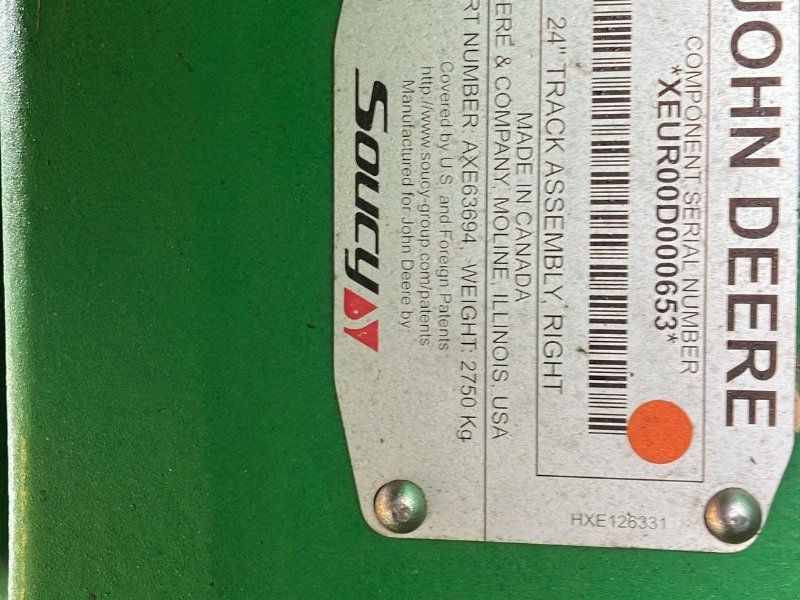 JOHN DEERE
COMPONENT SERIAL NUMBER
*XEUR00D000653*
24" TRACK ASSEMBLY, RIGHT
MADE IN CANADA
ERE & COMPANY, MOLINE, ILLINOIS, USA
RT NUMBER: AXE63694, WEIGHT: 2750 Kg
Covered by U.S. and Foreign Patents
http://www.soucy-group.com/patents
Manufactured for John Deere by:
Soucy
HXE126331